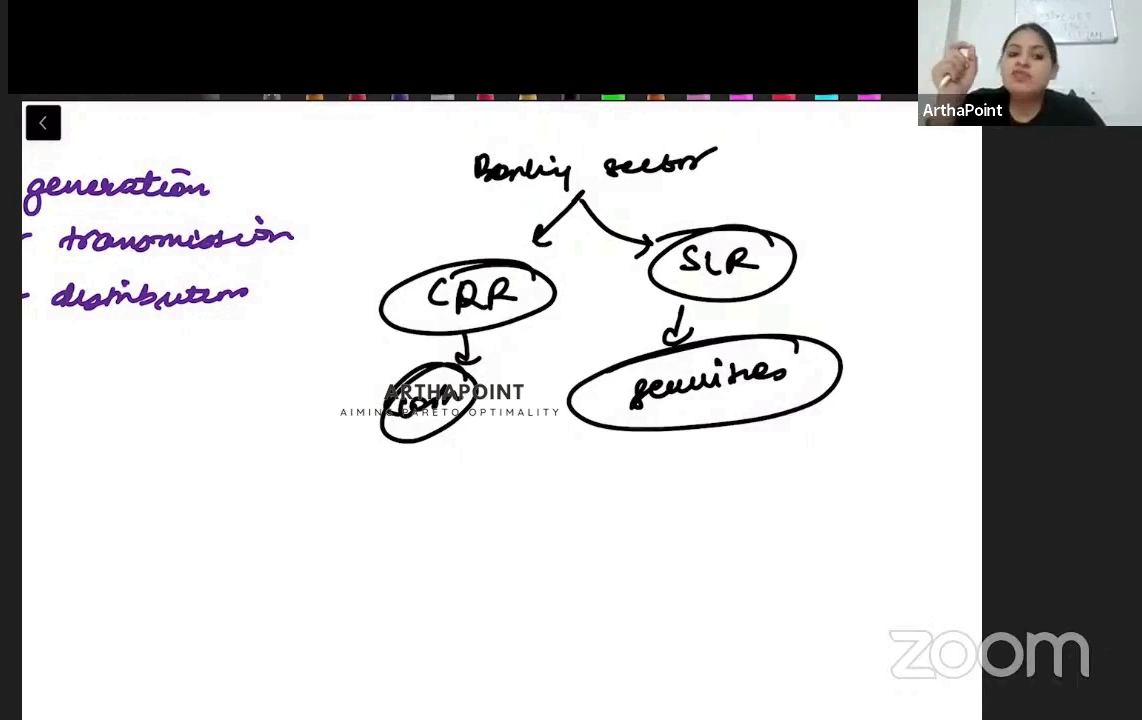 ArthaPoint
Banking sector
generation
transmission
distribution
CRR
SLR
cash
securities
ARTHAPOINT
AIMING PARETO OPTIMALITY
zoom